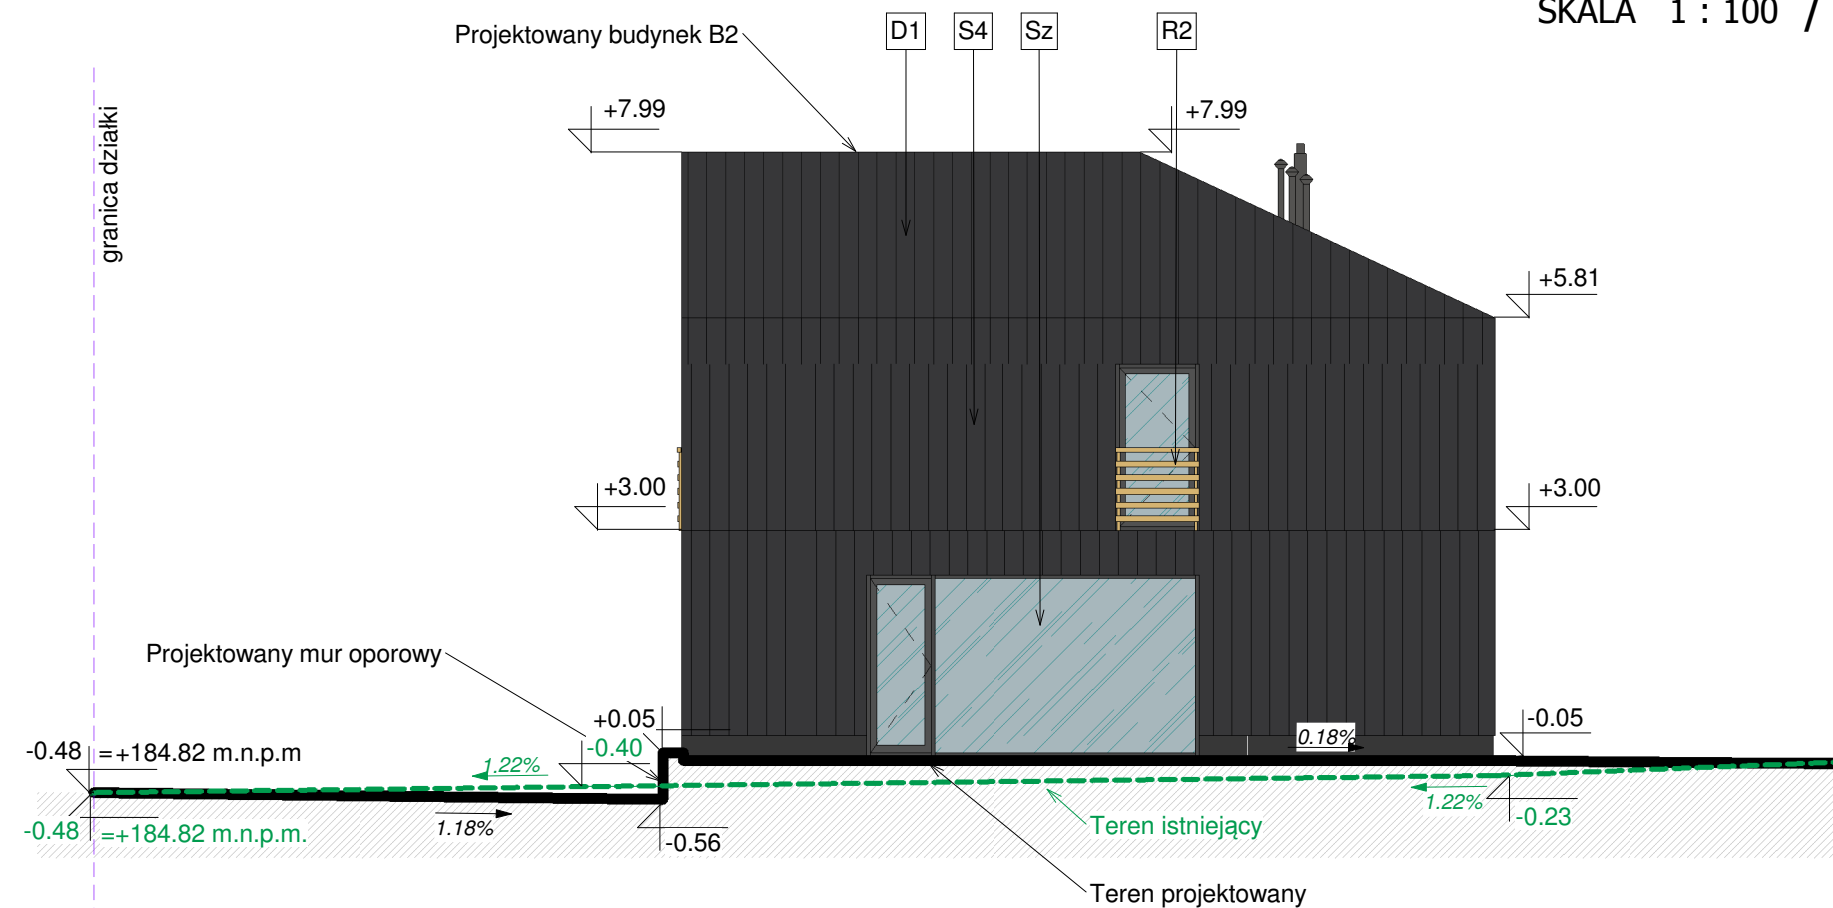 SKALA 1 : 100 /
Projektowany budynek B2
D1
S4
Sz
R2
+7.99
+7.99
granica działki
+5.81
+3.00
+3.00
Projektowany mur oporowy
+0.05
-0.40
-0.05
0.18%
-0.48 =+184.82 m.n.p.m
1.22%
1.22%
-0.48 =+184.82 m.n.p.m.
1.18%
-0.56
-0.23
Teren istniejący
Teren projektowany